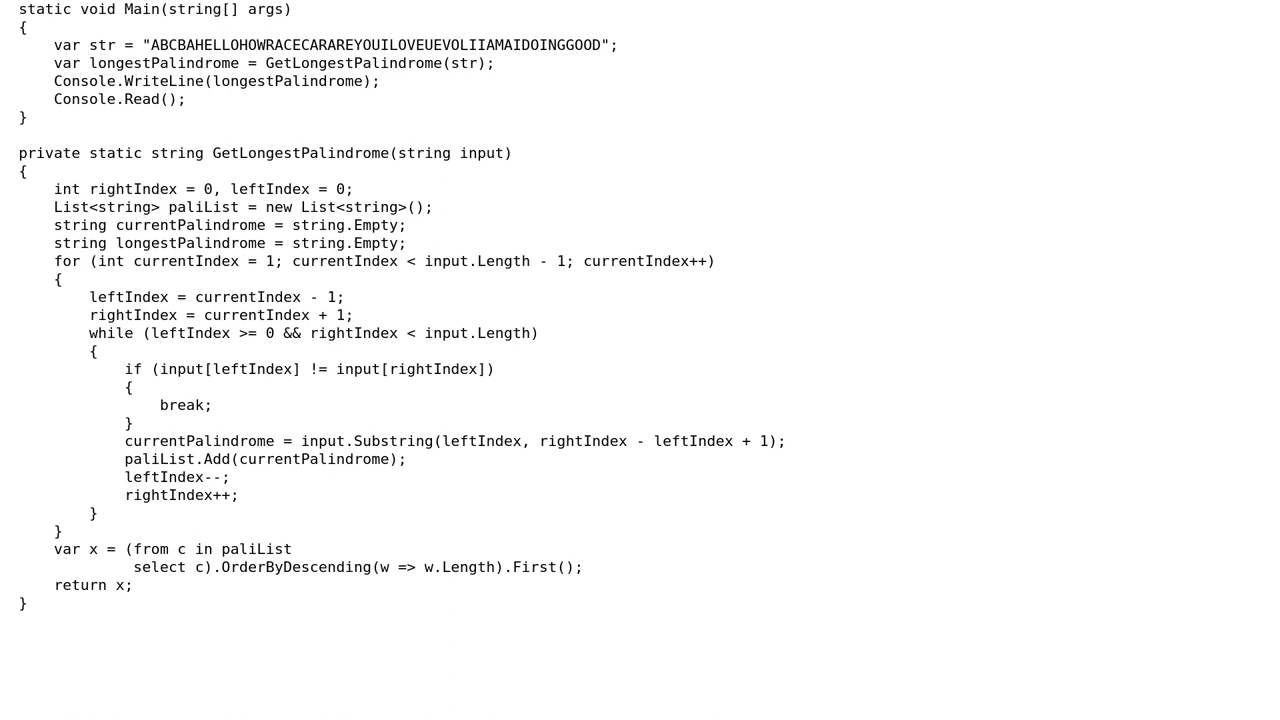 static void Main(string[] args)
{
    var str = "ABCBAHELLOHOWRACECARAREYOUILOVEUEVOLIIAMAIDOINGGOOD";
    var longestPalindrome = GetLongestPalindrome(str);
    Console.WriteLine(longestPalindrome);
    Console.Read();
}

private static string GetLongestPalindrome(string input)
{
    int rightIndex = 0, leftIndex = 0;
    List<string> paliList = new List<string>();
    string currentPalindrome = string.Empty;
    string longestPalindrome = string.Empty;
    for (int currentIndex = 1; currentIndex < input.Length - 1; currentIndex++)
    {
        leftIndex = currentIndex - 1;
        rightIndex = currentIndex + 1;
        while (leftIndex >= 0 && rightIndex < input.Length)
        {
            if (input[leftIndex] != input[rightIndex])
            {
                break;
            }
            currentPalindrome = input.Substring(leftIndex, rightIndex - leftIndex + 1);
            paliList.Add(currentPalindrome);
            leftIndex--;
            rightIndex++;
        }
    }
    var x = (from c in paliList
             select c).OrderByDescending(w => w.Length).First();
    return x;
}